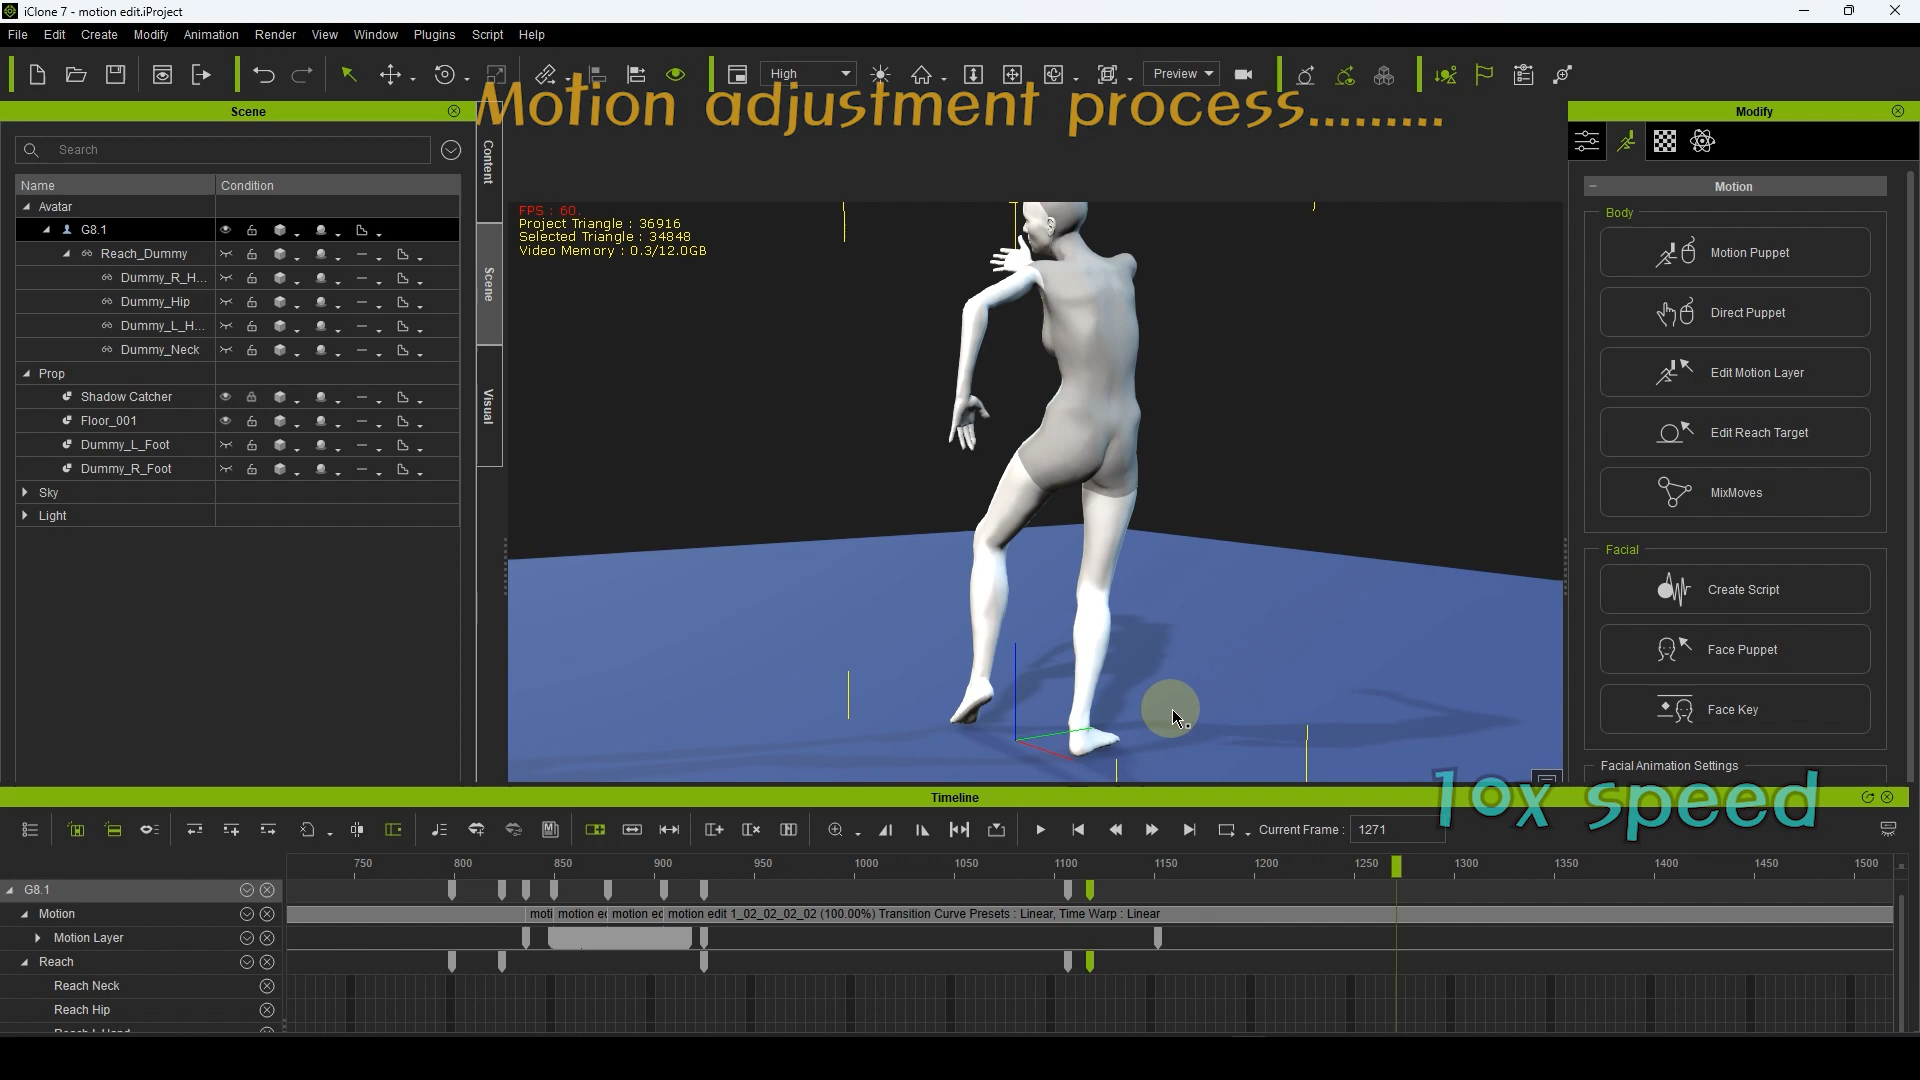 iClone 7 - motion edit.iProject
File Edit Create Modify Animation Render View Window Plugins Script Help
High
Preview
Motion adjustment process.........
Scene
Modify
Search
Content
Scene
Visual
Name Condition
Avatar
G8.1
Reach_Dummy
Dummy_R_H...
Dummy_Hip
Dummy_L_H...
Dummy_Neck
Prop
Shadow Catcher
Floor_001
Dummy_L_Foot
Dummy_R_Foot
Sky
Light
FPS : 60.
Project Triangle : 36916
Selected Triangle : 34848
Video Memory : 0.3/12.0GB
Motion
Body
Motion Puppet
Direct Puppet
Edit Motion Layer
Edit Reach Target
MixMoves
Facial
Create Script
Face Puppet
Face Key
Facial Animation Settings
10x speed
Timeline
Current Frame : 1271
750 800 850 900 950 1000 1050 1100 1150 1200 1250 1300 1350 1400 1450 1500
G8.1
Motion
moti motion ec motion ec motion edit 1_02_02_02_02 (100.00%) Transition Curve Presets : Linear, Time Warp : Linear
Motion Layer
Reach
Reach Neck
Reach Hip